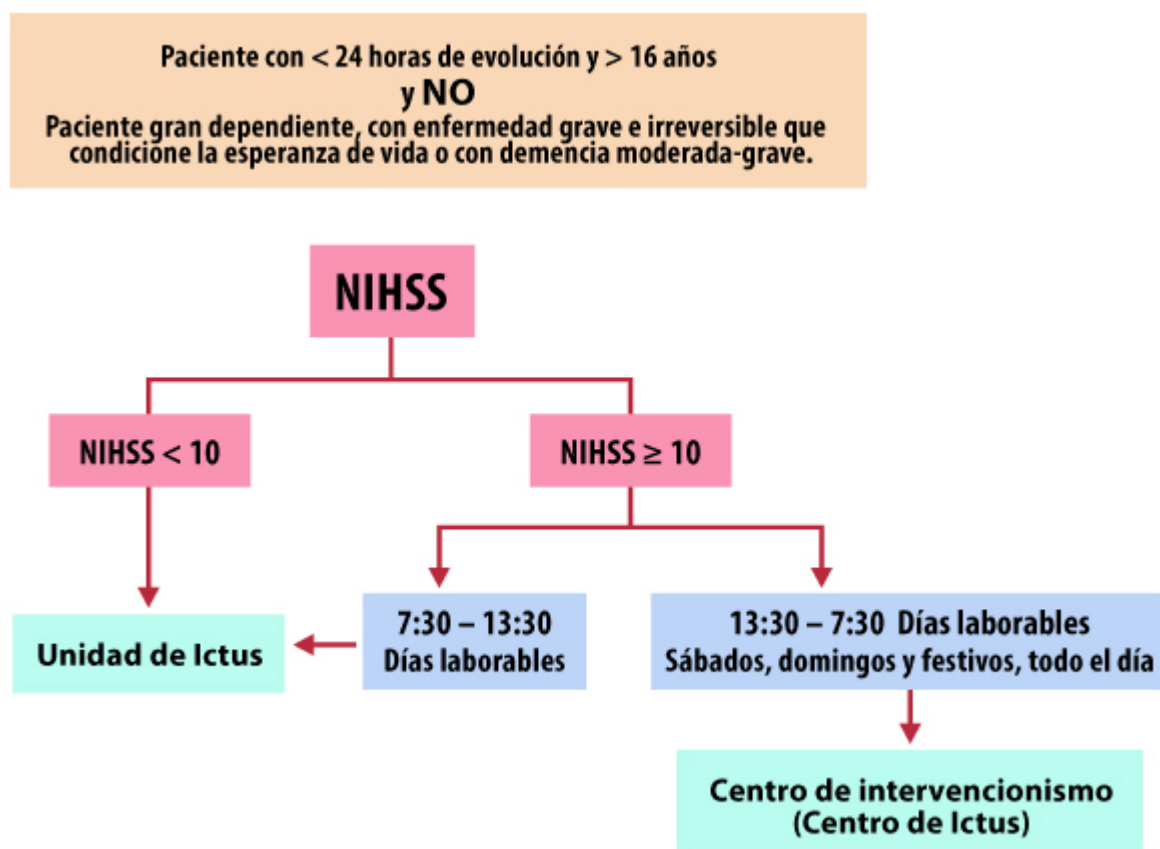 Paciente con < 24 horas de evolución y > 16 años
y NO
Paciente gran dependiente, con enfermedad grave e irreversible que
condicione la esperanza de vida o con demencia moderada-grave.
NIHSS
NIHSS < 10
NIHSS ≥ 10
Unidad de Ictus
7:30 – 13:30
Días laborables
13:30 – 7:30 Días laborables
Sábados, domingos y festivos, todo el día
Centro de intervencionismo
(Centro de Ictus)